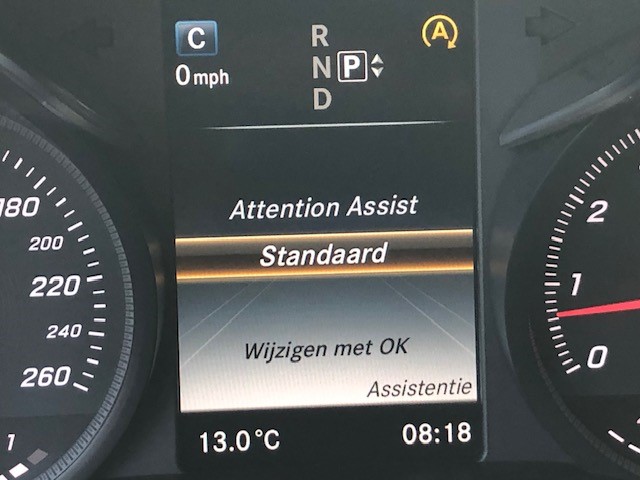 C
R
0 mph
N P
D
A
180
200
220
240
260
1
Attention Assist
Standaard
Wijzigen met OK
Assistentie
13.0°C
08:18
2
1
0